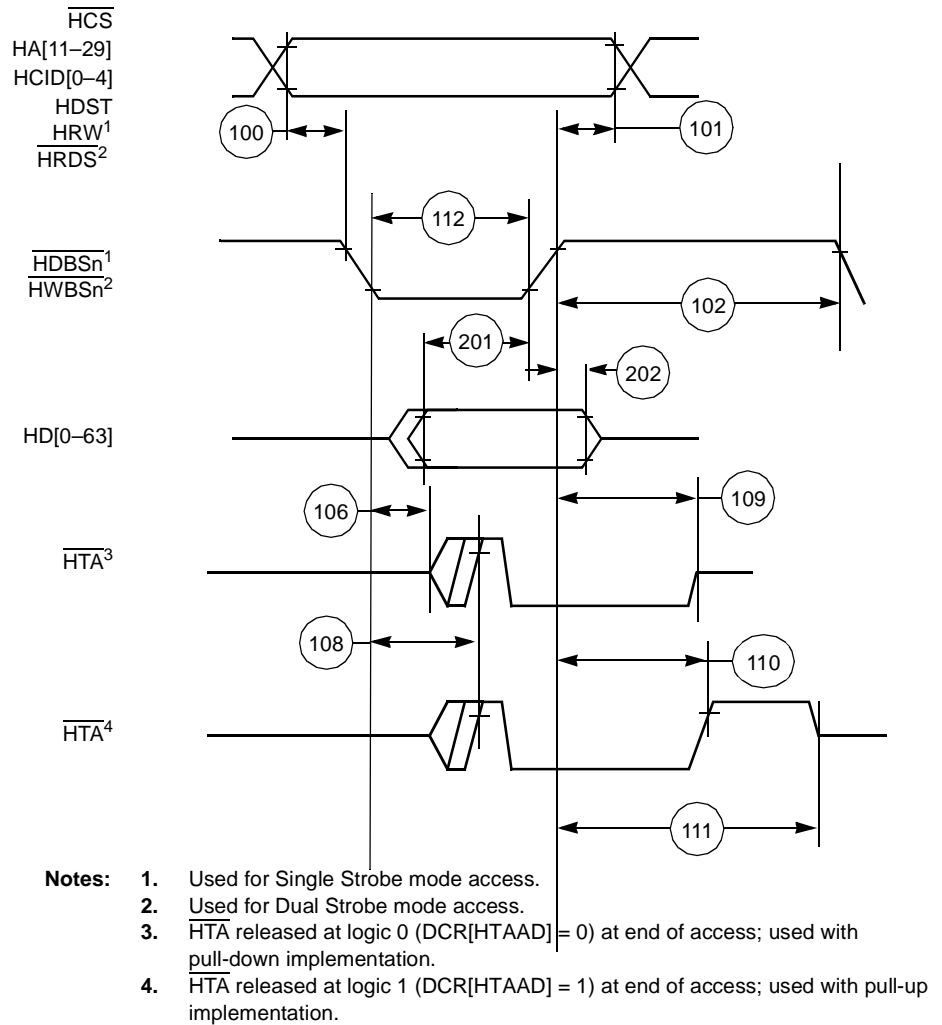 HCS
HA[11–29]
HCID[0–4]
HDST
HRW1
HRDS2
100
101
112
HDBSn1
HWBSn2
102
201
202
HD[0–63]
106
109
HTA3
108
110
HTA4
111
Notes: 1. Used for Single Strobe mode access.
2. Used for Dual Strobe mode access.
3. HTA released at logic 0 (DCR[HTAAD] = 0) at end of access; used with
pull-down implementation.
4. HTA released at logic 1 (DCR[HTAAD] = 1) at end of access; used with pull-up
implementation.